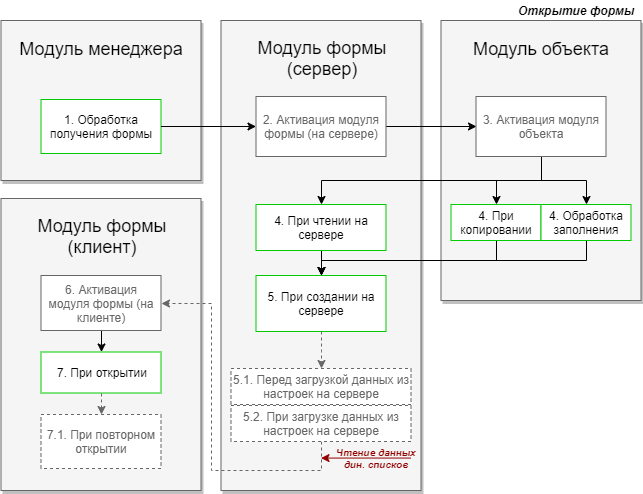 Открытие формы
Модуль менеджера
1. Обработка
получения формы
Модуль формы
(сервер)
2. Активация модуля
формы (на сервере)
Модуль объекта
3. Активация модуля
объекта
4. При чтении на
сервере
4. При
копировании
4. Обработка
заполнения
5. При создании на
сервере
5.1. Перед загрузкой данных из
настроек на сервере
5.2. При загрузке данных из
настроек на сервере
Чтение данных
дин. списков
Модуль формы
(клиент)
6. Активация
модуля формы (на
клиенте)
7. При открытии
7.1. При повторном
открытии